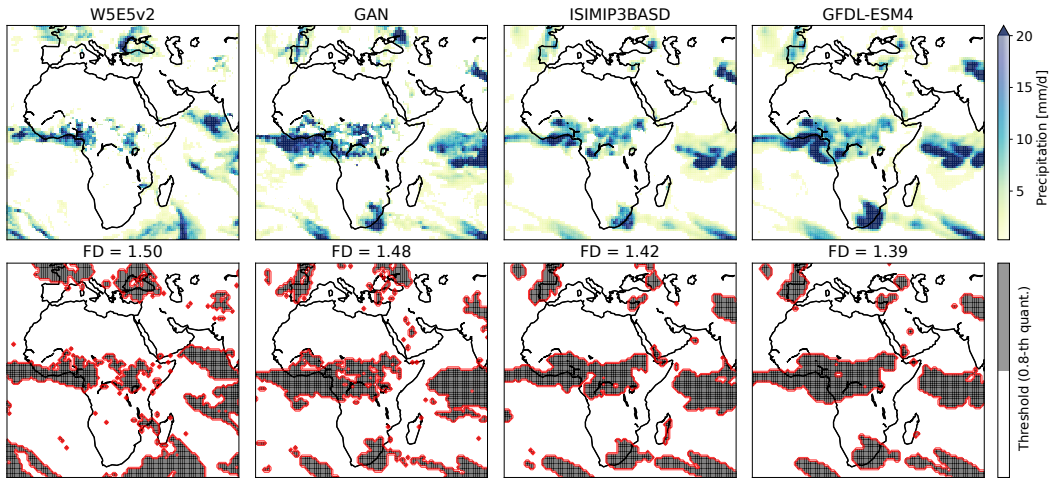 W5E5v2
GAN
ISIMIP3BASD
GFDL-ESM4
20
15
10
5
Precipitation [mm/d]
FD = 1.50
FD = 1.48
FD = 1.42
FD = 1.39
Threshold (0.8-th quant.)